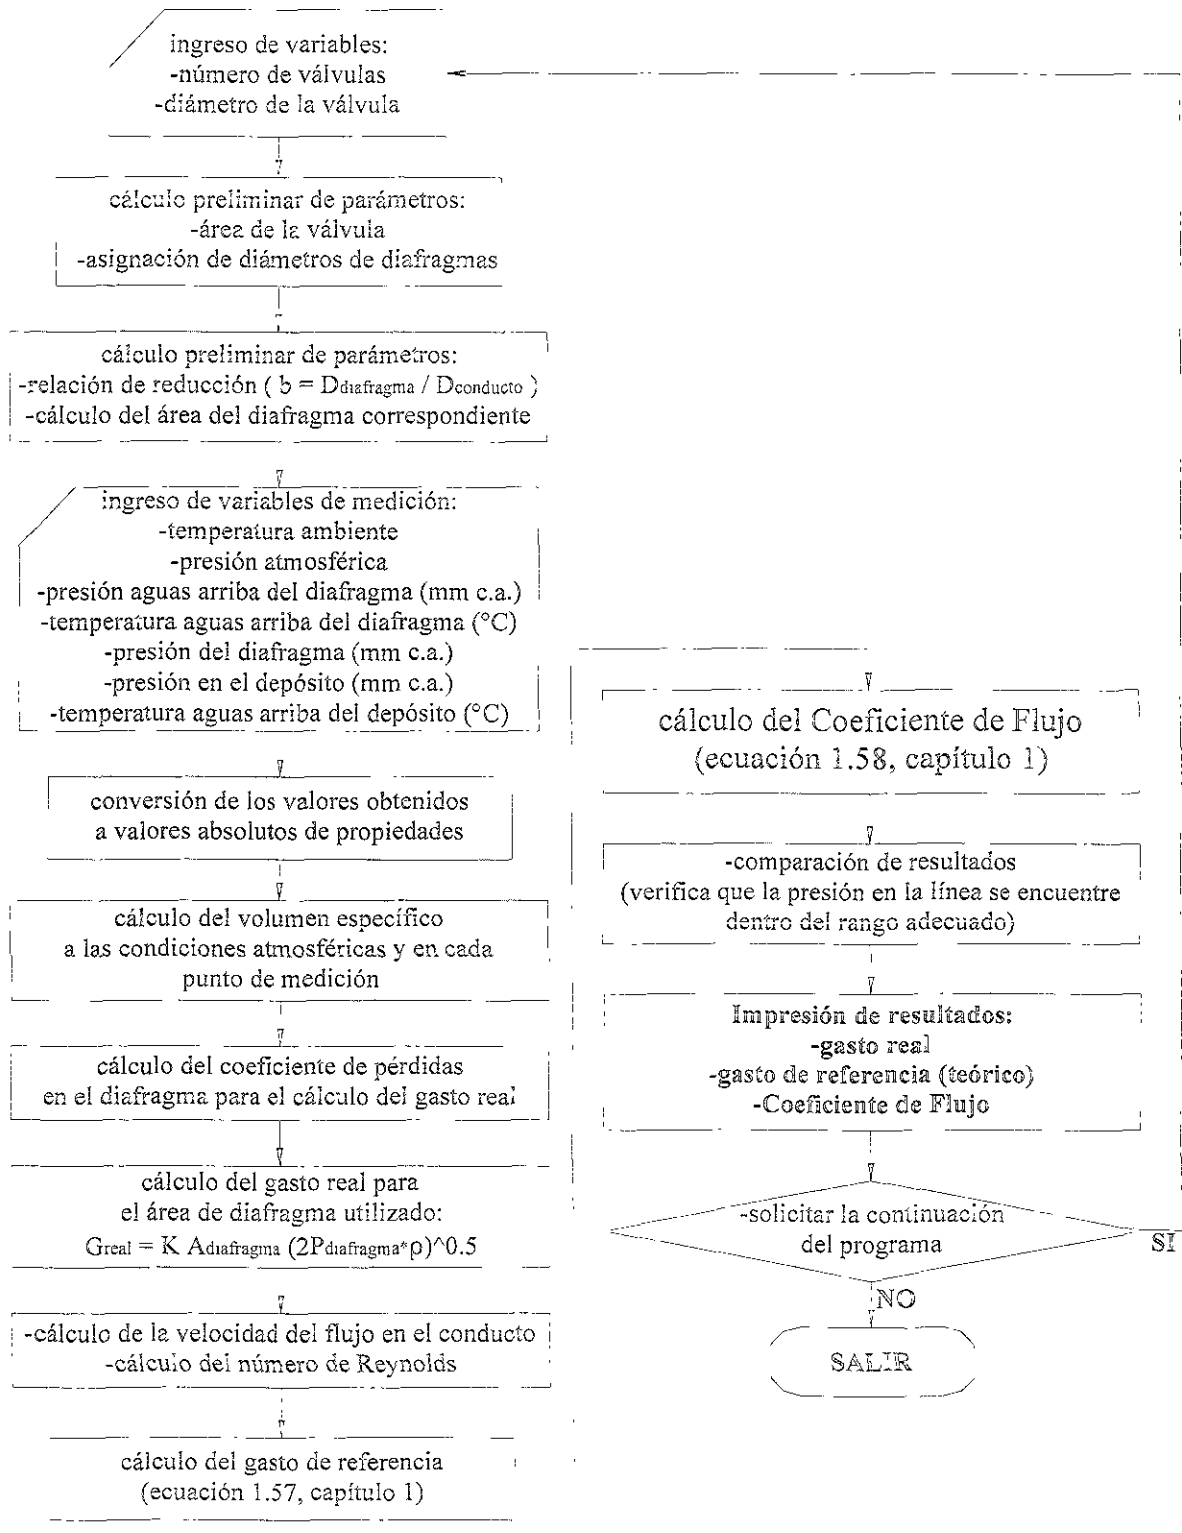 ingreso de variables:
-número de válvulas
-diámetro de la válvula
cálculo preliminar de parámetros:
-área de la válvula
-asignación de diámetros de diafragmas
cálculo preliminar de parámetros:
-relación de reducción ( b = Ddiafragma / Dconducto )
-cálculo del área del diafragma correspondiente
ingreso de variables de medición:
-temperatura ambiente
-presión atmosférica
-presión aguas arriba del diafragma (mm c.a.)
-temperatura aguas arriba del diafragma (°C)
-presión del diafragma (mm c.a.)
-presión en el depósito (mm c.a.)
-temperatura aguas arriba del depósito (°C)
conversión de los valores obtenidos
a valores absolutos de propiedades
cálculo del volumen específico
a las condiciones atmosféricas y en cada
punto de medición
cálculo del coeficiente de pérdidas
en el diafragma para el cálculo del gasto real
cálculo del gasto real para
el área de diafragma utilizado:
Greal = K Adiafragma (2Pdiafragma*ρ)^0.5
-cálculo de la velocidad del flujo en el conducto
-cálculo del número de Reynolds
cálculo del gasto de referencia
(ecuación 1.57, capítulo 1)
cálculo del Coeficiente de Flujo
(ecuación 1.58, capítulo 1)
-comparación de resultados
(verifica que la presión en la línea se encuentre
dentro del rango adecuado)
Impresión de resultados:
-gasto real
-gasto de referencia (teórico)
-Coeficiente de Flujo
-solicitar la continuación
del programa
SI
NO
SALIR